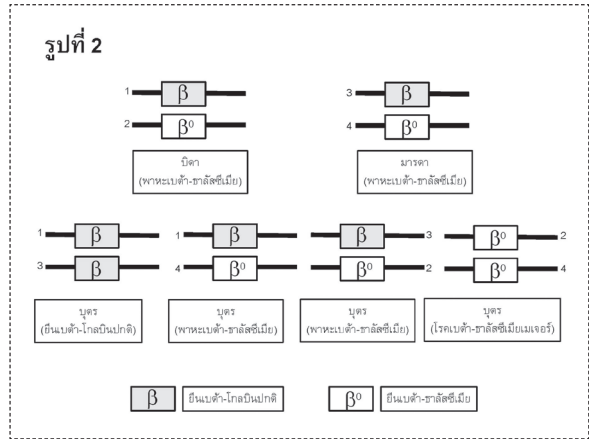 รูปที่ 2
1 β
3 β
2 β⁰
4 β⁰
บิดา
(พาหะเบต้า-ธาลัสซีเมีย)
มารดา
(พาหะเบต้า-ธาลัสซีเมีย)
1 β
1 β
β 3
β⁰ 2
3 β
4 β⁰
β⁰ 2
β⁰ 4
บุตร
(ยีนเบต้า-โกลบินปกติ)
บุตร
(พาหะเบต้า-ธาลัสซีเมีย)
บุตร
(พาหะเบต้า-ธาลัสซีเมีย)
บุตร
(โรคเบต้า-ธาลัสซีเมียเมเจอร์)
β ยีนเบต้า-โกลบินปกติ
β⁰ ยีนเบต้า-ธาลัสซีเมีย